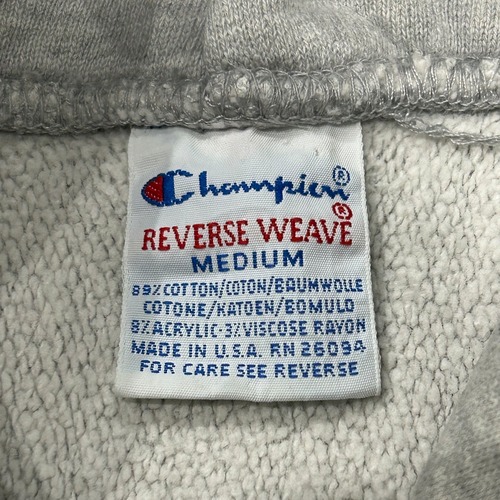 Champion®
REVERSE WEAVE®
MEDIUM
89% COTTON/COTON/BAUMWOLLE
COTONE/KATOEN/BOMULD
8% ACRYLIC-3% VISCOSE RAYON
MADE IN U.S.A. RN 26094
FOR CARE SEE REVERSE